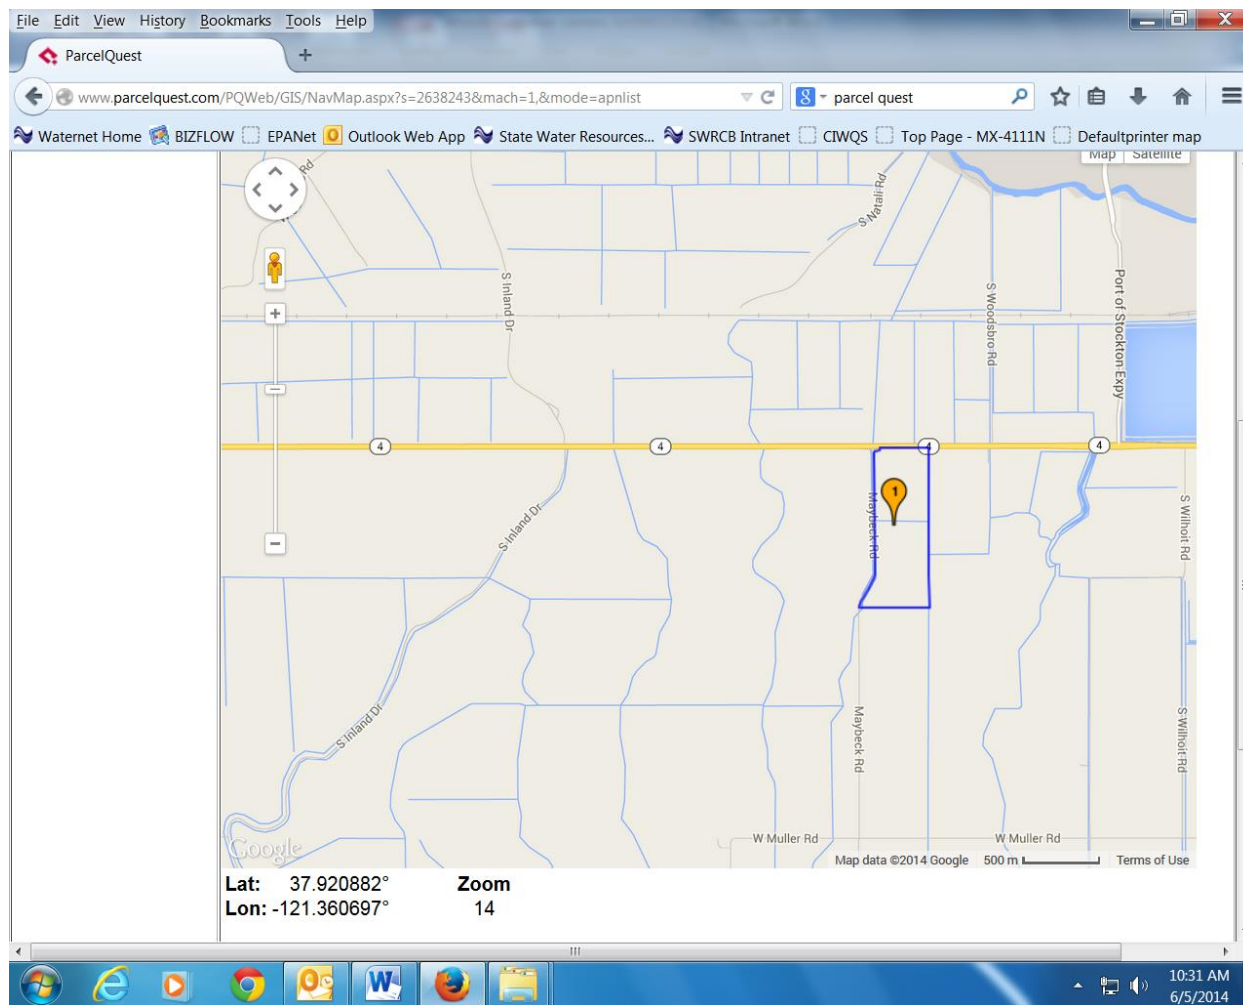 File Edit View History Bookmarks Tools Help
ParcelQuest
www.parcelquest.com/PQWeb/GIS/NavMap.aspx?s=2638243&mach=1,&mode=apnlist
8 parcel quest
Waternet Home BIZFLOW EPANet Outlook Web App State Water Resources... SWRCB Intranet CIWQS Top Page - MX-4111N Defaultprinter map
Map Satellite
Rd
S Natali Rd
S Inland Dr
S Woodsbro Rd
Port of Stockton Expy
4
4
4
4
1
Maybeck Rd
S Inland Dr
S Wilhoit Rd
S Inland Dr
Maybeck Rd
S Wilhoit Rd
W Muller Rd
W Muller Rd
Google
Map data ©2014 Google 500 m Terms of Use
Lat: 37.920882° Zoom
Lon: -121.360697° 14
10:31 AM
6/5/2014